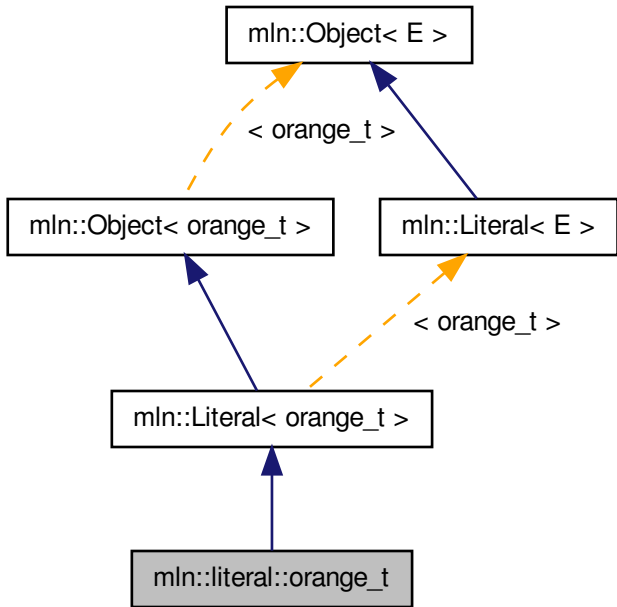 mln::Object< E >
< orange_t >
mln::Object< orange_t >
mln::Literal< E >
< orange_t >
mln::Literal< orange_t >
mln::literal::orange_t